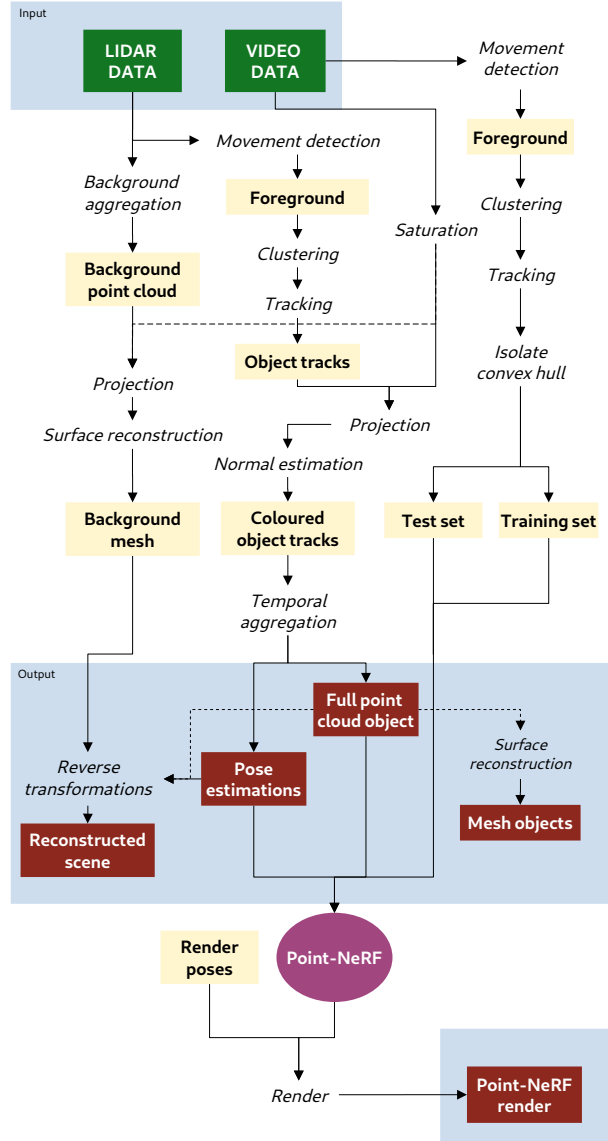 Input
LIDAR
DATA
VIDEO
DATA
Movement
detection
Movement detection
Foreground
Background
aggregation
Foreground
Clustering
Saturation
Clustering
Background
point cloud
Tracking
Tracking
Object tracks
Isolate
convex hull
Projection
Projection
Surface reconstruction
Normal estimation
Background
mesh
Coloured
object tracks
Test set
Training set
Temporal
aggregation
Output
Full point
cloud object
Reverse
transformations
Pose
estimations
Surface
reconstruction
Reconstructed
scene
Mesh objects
Render
poses
Point-NeRF
Render
Point-NeRF
render